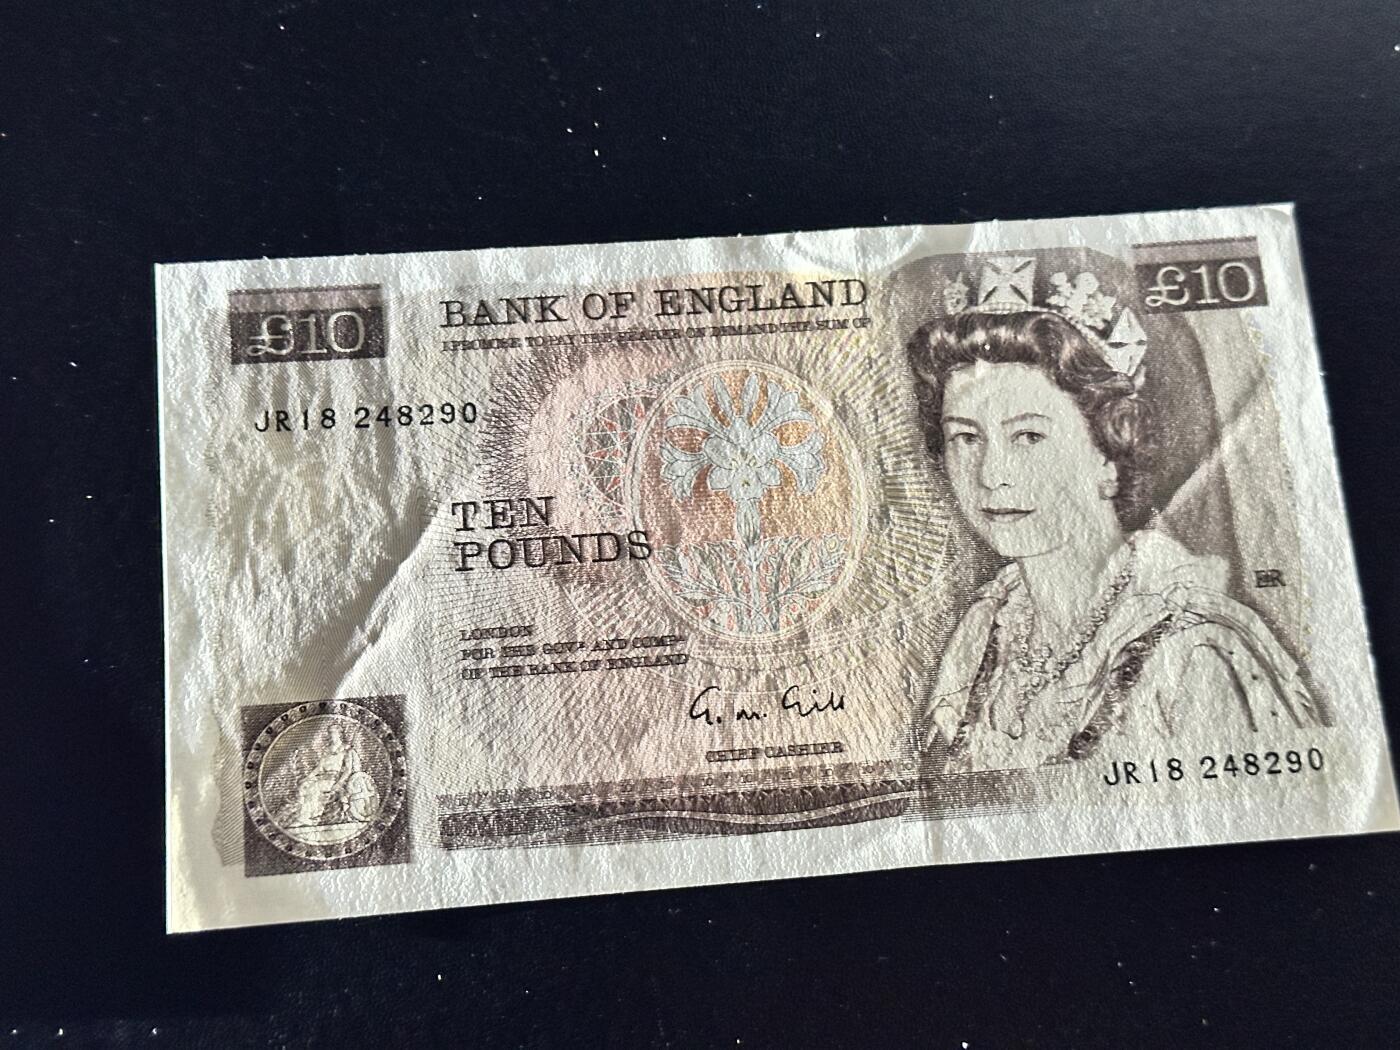 £10
£10
BANK OF ENGLAND
I PROMISE TO PAY THE BEARER ON DEMAND THE SUM OF
JR18 248290
TEN
POUNDS
LONDON
FOR THE GOVR AND COMPA
OF THE BANK OF ENGLAND
ER
G. M. Gill
CHIEF CASHIER
JR18 248290